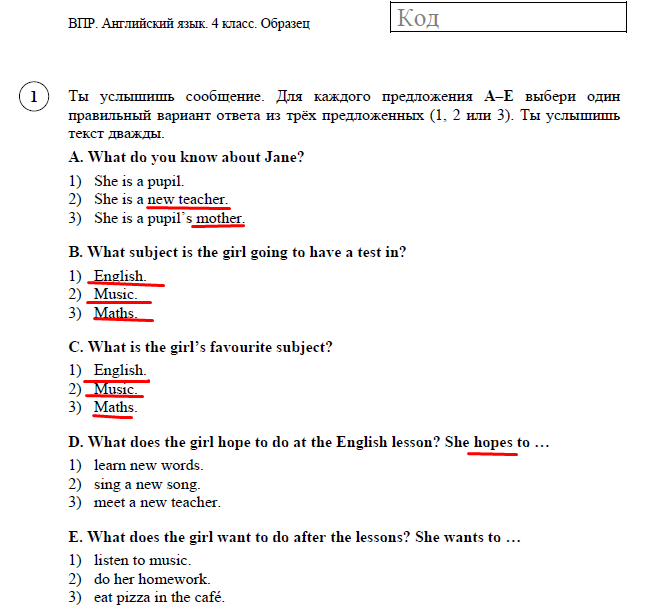 ВПР. Английский язык. 4 класс. Образец
Код
1
Ты услышишь сообщение. Для каждого предложения А–Е выбери один
правильный вариант ответа из трёх предложенных (1, 2 или 3). Ты услышишь
текст дважды.
A. What do you know about Jane?
1) She is a pupil.
2) She is a new teacher.
3) She is a pupil’s mother.
B. What subject is the girl going to have a test in?
1) English.
2) Music.
3) Maths.
C. What is the girl’s favourite subject?
1) English.
2) Music.
3) Maths.
D. What does the girl hope to do at the English lesson? She hopes to …
1) learn new words.
2) sing a new song.
3) meet a new teacher.
E. What does the girl want to do after the lessons? She wants to …
1) listen to music.
2) do her homework.
3) eat pizza in the café.